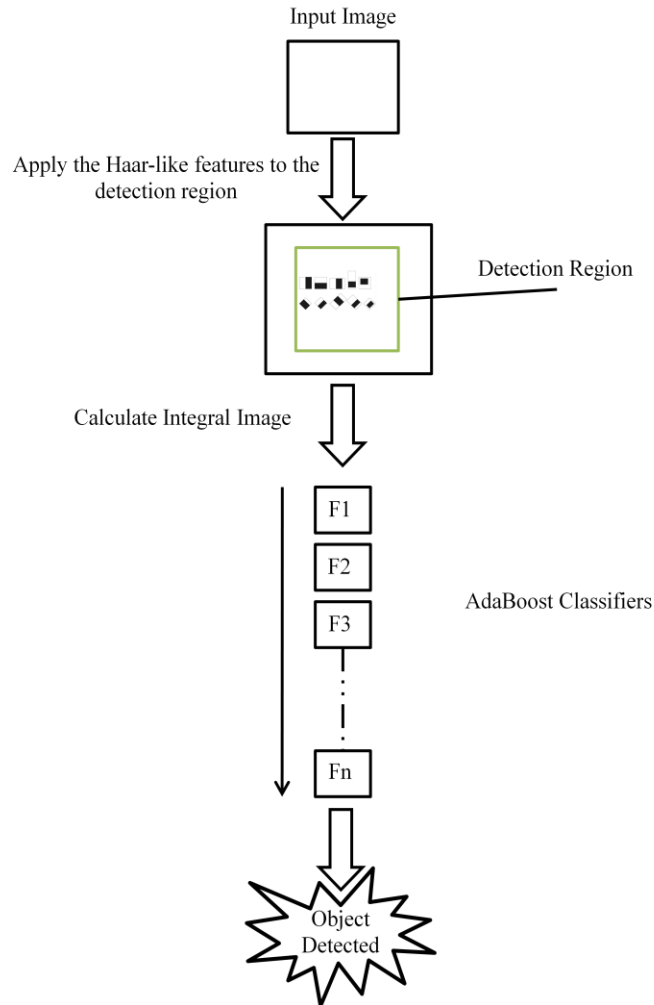 Input Image
Apply the Haar-like features to the
detection region
Detection Region
Calculate Integral Image
F1
F2
F3
AdaBoost Classifiers
Fn
Object
Detected